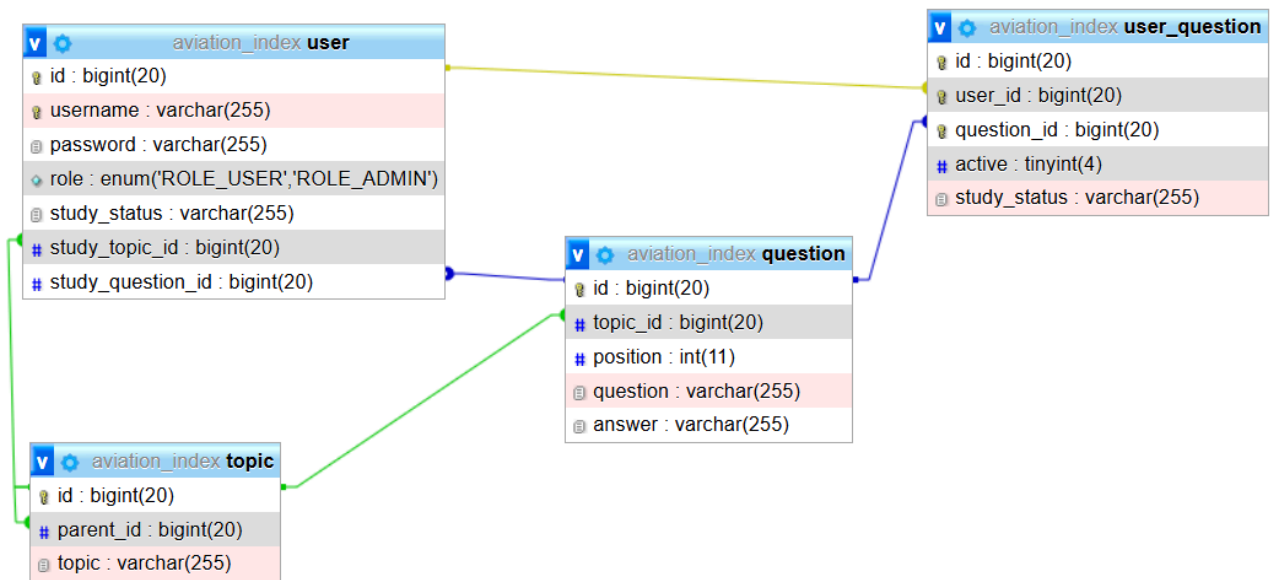 aviation_index user
id : bigint(20)
username : varchar(255)
password : varchar(255)
role : enum('ROLE_USER','ROLE_ADMIN')
study_status : varchar(255)
study_topic_id : bigint(20)
study_question_id : bigint(20)
aviation_index user_question
id : bigint(20)
user_id : bigint(20)
question_id : bigint(20)
active : tinyint(4)
study_status : varchar(255)
aviation_index question
id : bigint(20)
topic_id : bigint(20)
position : int(11)
question : varchar(255)
answer : varchar(255)
aviation_index topic
id : bigint(20)
parent_id : bigint(20)
topic : varchar(255)